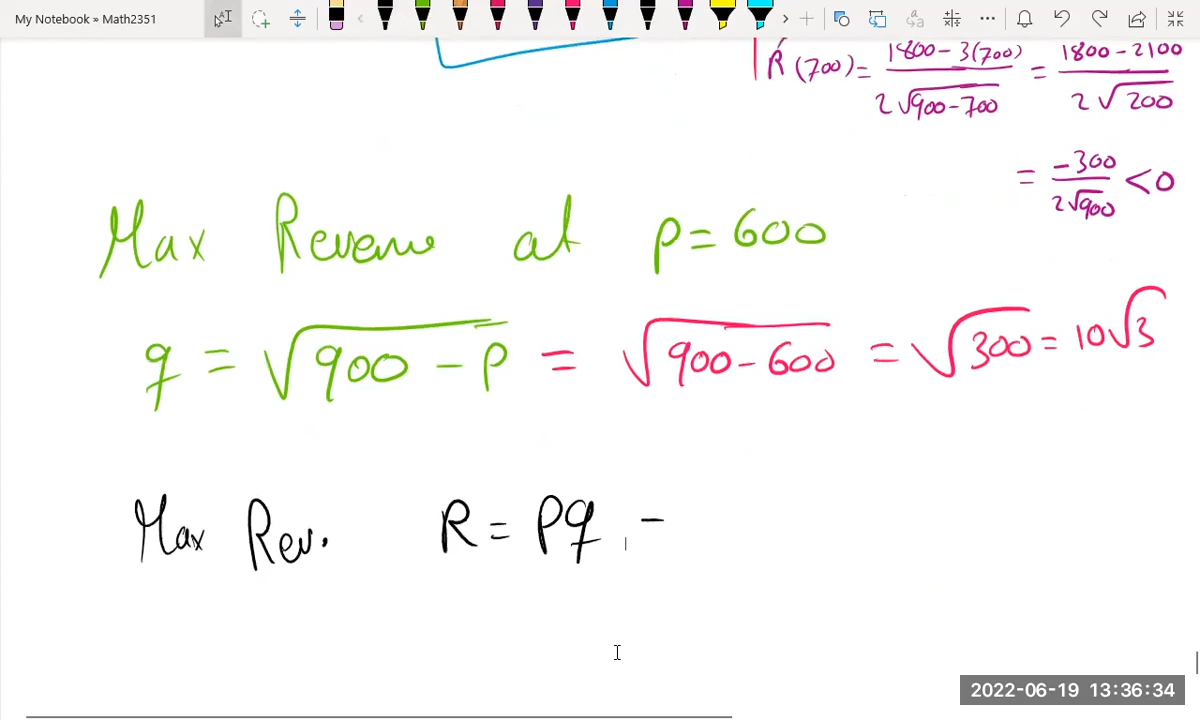 My Notebook » Math2351
Ŕ(700) = (1800 - 3(700)) / (2√(900-700)) = (1800 - 2100) / (2√200)
= -300 / (2√900) < 0
Max Revenue at p = 600
q = √(900 - p) = √(900 - 600) = √300 = 10√3
Max Rev. R = pq =
2022-06-19 13:36:34